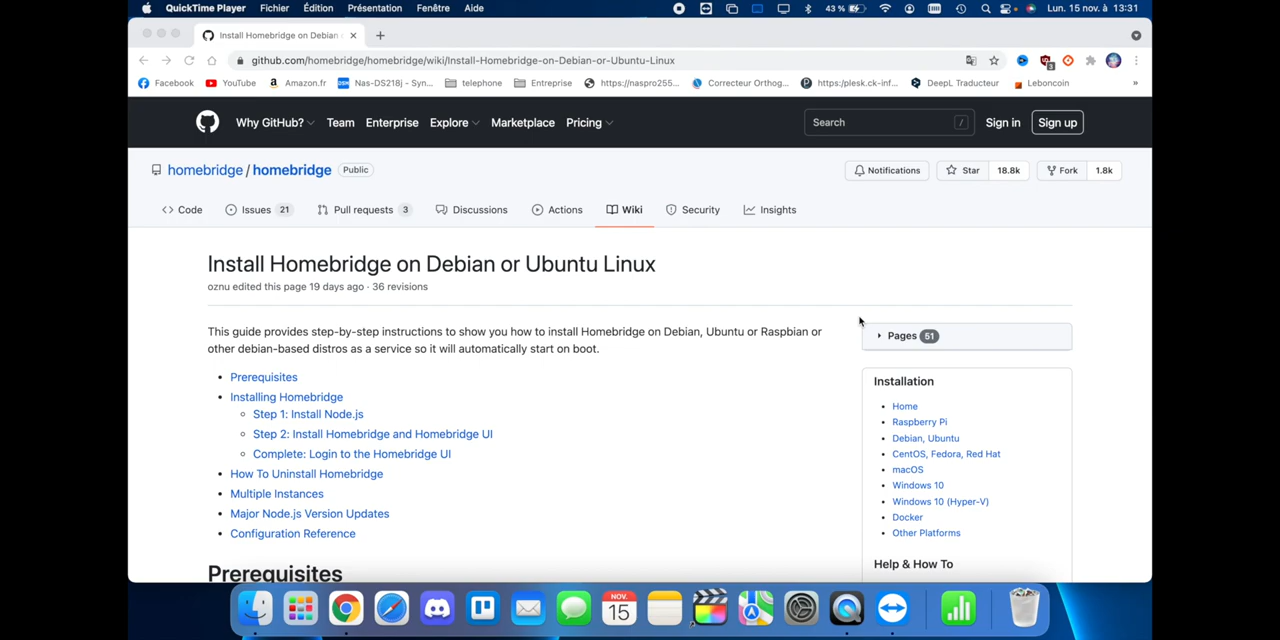 QuickTime Player Fichier Édition Présentation Fenêtre Aide 43 % Lun. 15 nov. à 13:31
Install Homebridge on Debian
github.com/homebridge/homebridge/wiki/Install-Homebridge-on-Debian-or-Ubuntu-Linux
Facebook YouTube Amazon.fr Nas-DS218j - Syn... telephone Entreprise https://naspro255... Correcteur Orthog... https:/plesk.ck-inf... DeepL Traducteur Leboncoin »
Why GitHub? Team Enterprise Explore Marketplace Pricing Search / Sign in Sign up
homebridge / homebridge Public Notifications Star 18.8k Fork 1.8k
Code Issues 21 Pull requests 3 Discussions Actions Wiki Security Insights
Install Homebridge on Debian or Ubuntu Linux
oznu edited this page 19 days ago · 36 revisions
This guide provides step-by-step instructions to show you how to install Homebridge on Debian, Ubuntu or Raspbian or
other debian-based distros as a service so it will automatically start on boot.
Prerequisites
Installing Homebridge
Step 1: Install Node.js
Step 2: Install Homebridge and Homebridge UI
Complete: Login to the Homebridge UI
How To Uninstall Homebridge
Multiple Instances
Major Node.js Version Updates
Configuration Reference
Prerequisites
Pages 51
Installation
Home
Raspberry Pi
Debian, Ubuntu
CentOS, Fedora, Red Hat
macOS
Windows 10
Windows 10 (Hyper-V)
Docker
Other Platforms
Help & How To
NOV.
15